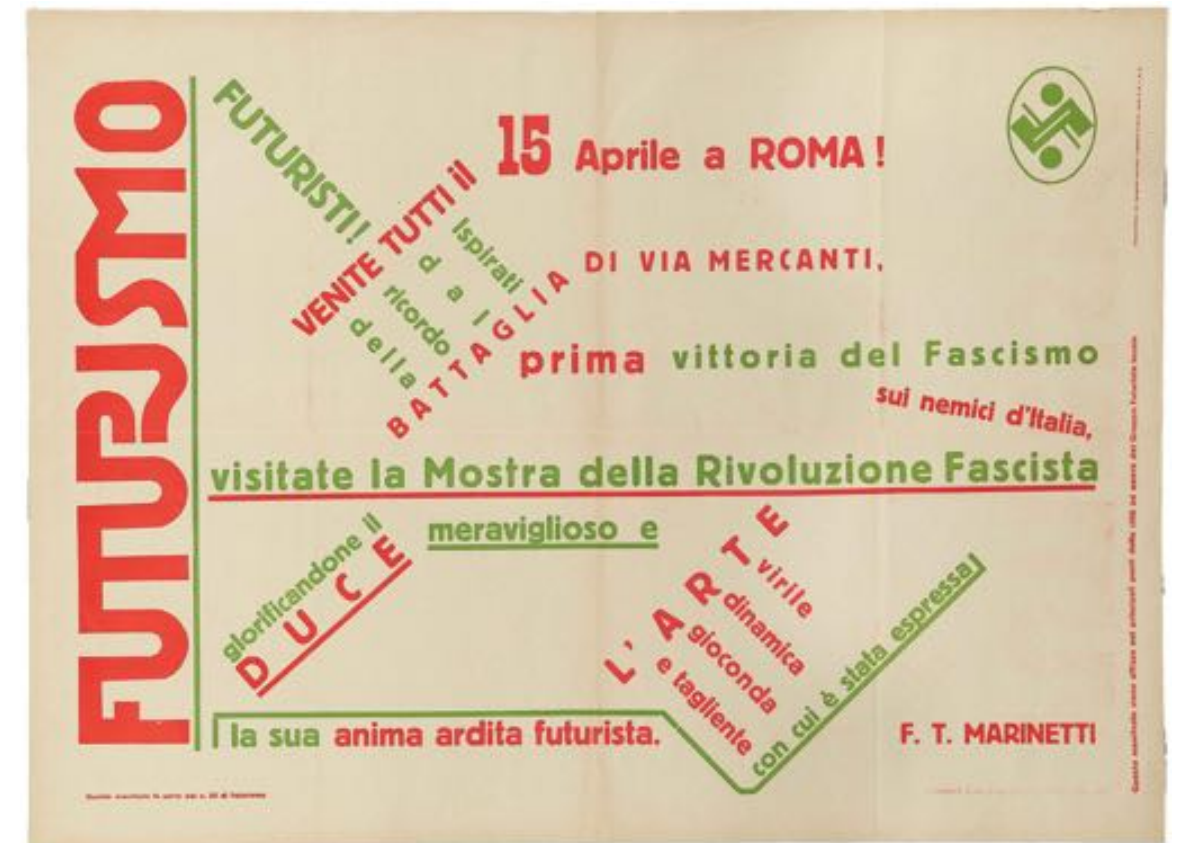 FUTURISMO
FUTURISTI!
VENITE TUTTI il
15 Aprile a ROMA!
Ispirati
dal
ricordo
della
BATTAGLIA
DI VIA MERCANTI,
prima vittoria del Fascismo
sui nemici d'Italia,
visitate la Mostra della Rivoluzione Fascista
glorificandone il
DUCE
meraviglioso e
L'ARTE
virile
dinamica
gioconda
e tagliente
con cui è stata espressa
la sua anima ardita futurista.
F. T. MARINETTI